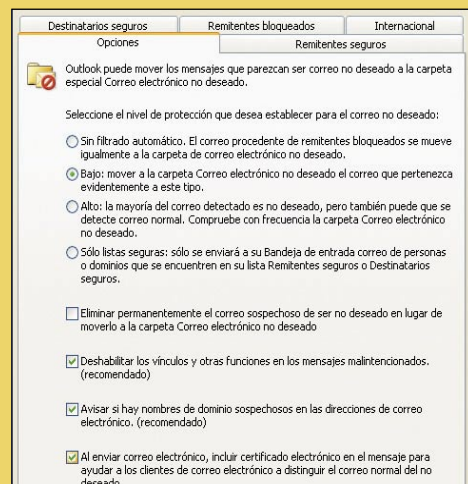 Destinatarios seguros
Remitentes bloqueados
Internacional
Opciones
Remitentes seguros
Outlook puede mover los mensajes que parezcan ser correo no deseado a la carpeta
especial Correo electrónico no deseado.
Seleccione el nivel de protección que desea establecer para el correo no deseado:
Sin filtrado automático. El correo procedente de remitentes bloqueados se mueve
igualmente a la carpeta de correo electrónico no deseado.
Bajo: mover a la carpeta Correo electrónico no deseado el correo que pertenezca
evidentemente a este tipo.
Alto: la mayoría del correo detectado es no deseado, pero también puede que se
detecte correo normal. Compruebe con frecuencia la carpeta Correo electrónico
no deseado.
Sólo listas seguras: sólo se enviará a su Bandeja de entrada correo de personas
o dominios que se encuentren en su lista Remitentes seguros o Destinatarios
seguros.
Eliminar permanentemente el correo sospechoso de ser no deseado en lugar de
moverlo a la carpeta Correo electrónico no deseado
Deshabilitar los vínculos y otras funciones en los mensajes malintencionados.
(recomendado)
Avisar si hay nombres de dominio sospechosos en las direcciones de correo
electrónico. (recomendado)
Al enviar correo electrónico, incluir certificado electrónico en el mensaje para
ayudar a los clientes de correo electrónico a distinguir el correo normal del no
deseado